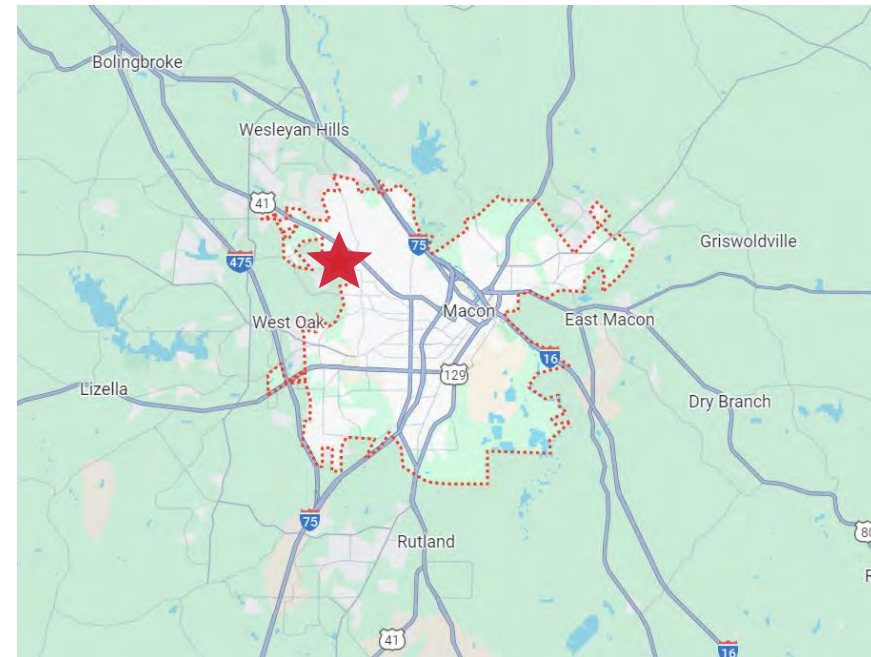 Bolingbroke
Wesleyan Hills
41
75
Griswoldville
475
Macon
West Oak
East Macon
16
129
Lizella
Dry Branch
75
80
Rutland
R
41
16